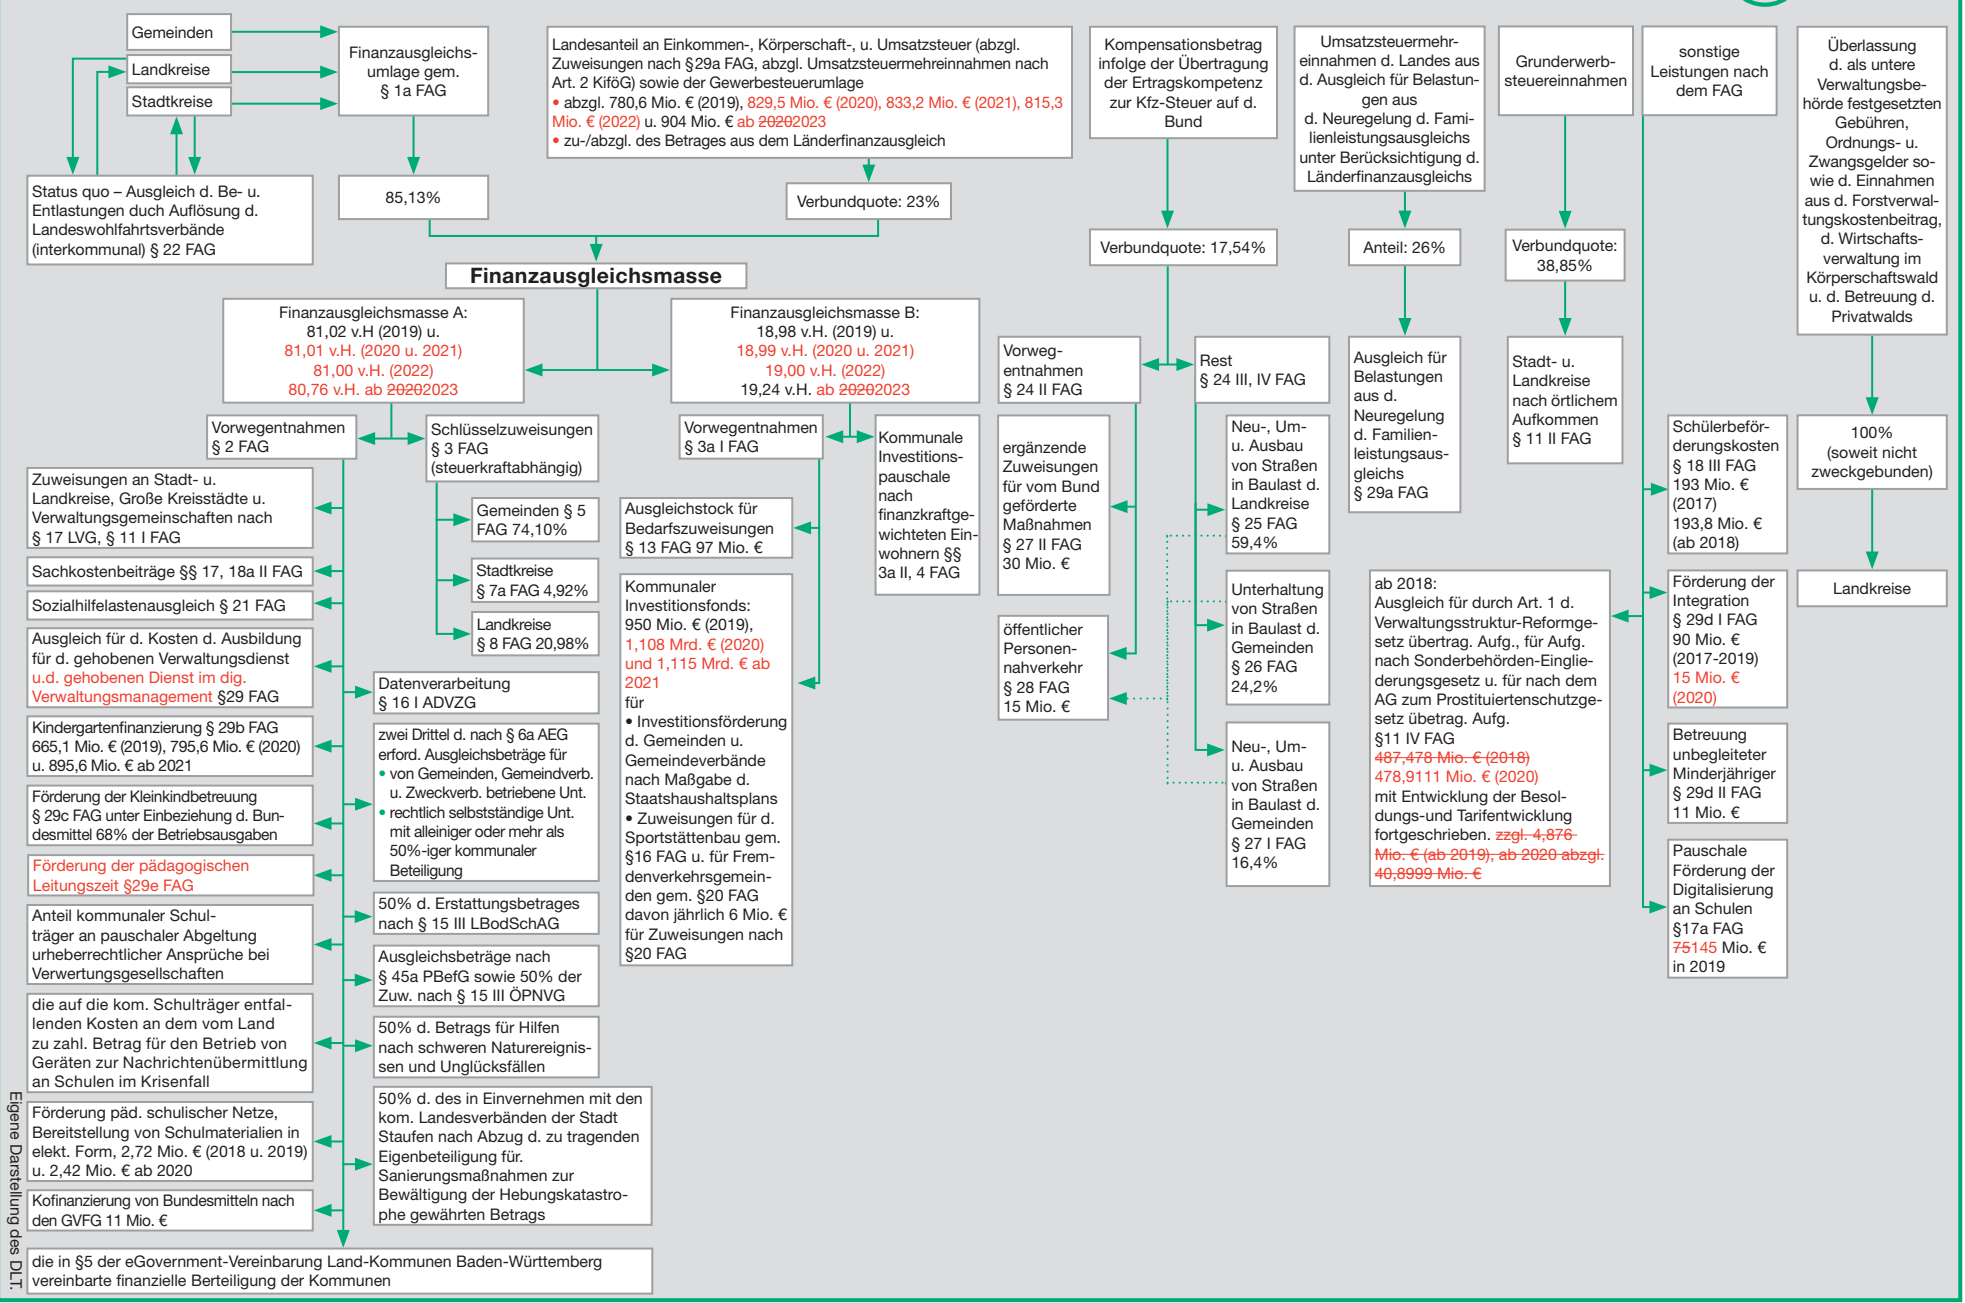 Gemeinden
Landkreise
Stadtkreise
Finanzausgleichs-
umlage gem.
§ 1a FAG
Status quo – Ausgleich d. Be- u.
Entlastungen duch Auflösung d.
Landeswohlfahrtsverbände
(interkommunal) § 22 FAG
85,13%
Landesanteil an Einkommen-, Körperschaft-, u. Umsatzsteuer (abzgl.
Zuweisungen nach §29a FAG, abzgl. Umsatzsteuermehreinnahmen nach
Art. 2 KiföG) sowie der Gewerbesteuerumlage
• abzgl. 780,6 Mio. € (2019), 829,5 Mio. € (2020), 833,2 Mio. € (2021), 815,3
Mio. € (2022) u. 904 Mio. € ab 20202023
• zu-/abzgl. des Betrages aus dem Länderfinanzausgleich
Verbundquote: 23%
Finanzausgleichsmasse
Finanzausgleichsmasse A:
81,02 v.H (2019) u.
81,01 v.H. (2020 u. 2021)
81,00 v.H. (2022)
80,76 v.H. ab 20202023
Finanzausgleichsmasse B:
18,98 v.H. (2019) u.
18,99 v.H. (2020 u. 2021)
19,00 v.H. (2022)
19,24 v.H. ab 20202023
Vorwegentnahmen
§ 2 FAG
Schlüsselzuweisungen
§ 3 FAG
(steuerkraftabhängig)
Gemeinden § 5
FAG 74,10%
Stadtkreise
§ 7a FAG 4,92%
Landkreise
§ 8 FAG 20,98%
Zuweisungen an Stadt- u.
Landkreise, Große Kreisstädte u.
Verwaltungsgemeinschaften nach
§ 17 LVG, § 11 I FAG
Sachkostenbeiträge §§ 17, 18a II FAG
Sozialhilfelastenausgleich § 21 FAG
Ausgleich für d. Kosten d. Ausbildung
für d. gehobenen Verwaltungsdienst
u.d. gehobenen Dienst im dig.
Verwaltungsmanagement §29 FAG
Kindergartenfinanzierung § 29b FAG
665,1 Mio. € (2019), 795,6 Mio. € (2020)
u. 895,6 Mio. € ab 2021
Förderung der Kleinkindbetreuung
§ 29c FAG unter Einbeziehung d. Bun-
desmittel 68% der Betriebsausgaben
Förderung der pädagogischen
Leitungszeit §29e FAG
Anteil kommunaler Schul-
träger an pauschaler Abgeltung
urheberrechtlicher Ansprüche bei
Verwertungsgesellschaften
die auf die kom. Schulträger entfal-
lenden Kosten an dem vom Land
zu zahl. Betrag für den Betrieb von
Geräten zur Nachrichtenübermittlung
an Schulen im Krisenfall
Förderung päd. schulischer Netze,
Bereitstellung von Schulmaterialien in
elekt. Form, 2,72 Mio. € (2018 u. 2019)
u. 2,42 Mio. € ab 2020
Kofinanzierung von Bundesmitteln nach
den GVFG 11 Mio. €
die in §5 der eGovernment-Vereinbarung Land-Kommunen Baden-Württemberg
vereinbarte finanzielle Berteiligung der Kommunen
Datenverarbeitung
§ 16 I ADVZG
zwei Drittel d. nach § 6a AEG
erford. Ausgleichsbeträge für
• von Gemeinden, Gemeindverb.
u. Zweckverb. betriebene Unt.
• rechtlich selbstständige Unt.
mit alleiniger oder mehr als
50%-iger kommunaler
Beteiligung
50% d. Erstattungsbetrages
nach § 15 III LBodSchAG
Ausgleichsbeträge nach
§ 45a PBefG sowie 50% der
Zuw. nach § 15 III ÖPNVG
50% d. Betrags für Hilfen
nach schweren Naturereignis-
sen und Unglücksfällen
50% d. des in Einvernehmen mit den
kom. Landesverbänden der Stadt
Staufen nach Abzug d. zu tragenden
Eigenbeteiligung für.
Sanierungsmaßnahmen zur
Bewältigung der Hebungskatastro-
phe gewährten Betrags
Vorwegentnahmen
§ 3a I FAG
Kommunale
Investitions-
pauschale
nach
finanzkraftge-
wichteten Ein-
wohnern §§
3a II, 4 FAG
Ausgleichstock für
Bedarfszuweisungen
§ 13 FAG 97 Mio. €
Kommunaler
Investitionsfonds:
950 Mio. € (2019),
1,108 Mrd. € (2020)
und 1,115 Mrd. € ab
2021
für
• Investitionsförderung
d. Gemeinden u.
Gemeindeverbände
nach Maßgabe d.
Staatshaushaltsplans
• Zuweisungen für d.
Sportstättenbau gem.
§16 FAG u. für Frem-
denverkehrsgemein-
den gem. §20 FAG
davon jährlich 6 Mio. €
für Zuweisungen nach
§20 FAG
Kompensationsbetrag
infolge der Übertragung
der Ertragskompetenz
zur Kfz-Steuer auf d.
Bund
Verbundquote: 17,54%
Vorweg-
entnahmen
§ 24 II FAG
Rest
§ 24 III, IV FAG
ergänzende
Zuweisungen
für vom Bund
geförderte
Maßnahmen
§ 27 II FAG
30 Mio. €
öffentlicher
Personen-
nahverkehr
§ 28 FAG
15 Mio. €
Neu-, Um-
u. Ausbau
von Straßen
in Baulast d.
Landkreise
§ 25 FAG
59,4%
Unterhaltung
von Straßen
in Baulast d.
Gemeinden
§ 26 FAG
24,2%
Neu-, Um-
u. Ausbau
von Straßen
in Baulast d.
Gemeinden
§ 27 I FAG
16,4%
Umsatzsteuermehr-
einnahmen d. Landes aus
d. Ausgleich für Belastun-
gen aus
d. Neuregelung d. Fami-
lienleistungsausgleichs
unter Berücksichtigung d.
Länderfinanzausgleichs
Anteil: 26%
Ausgleich für
Belastungen
aus d.
Neuregelung
d. Familien-
leistungsaus-
gleichs
§ 29a FAG
Grunderwerb-
steuereinnahmen
Verbundquote:
38,85%
Stadt- u.
Landkreise
nach örtlichem
Aufkommen
§ 11 II FAG
sonstige
Leistungen nach
dem FAG
Schülerbeför-
derungskosten
§ 18 III FAG
193 Mio. €
(2017)
193,8 Mio. €
(ab 2018)
ab 2018:
Ausgleich für durch Art. 1 d.
Verwaltungsstruktur-Reformge-
setz übertrag. Aufg., für Aufg.
nach Sonderbehörden-Einglie-
derungsgesetz u. für nach dem
AG zum Prostituiertenschutzge-
setz übetrag. Aufg.
§11 IV FAG
487,478 Mio. € (2018)
478,9111 Mio. € (2020)
mit Entwicklung der Besol-
dungs-und Tarifentwicklung
fortgeschrieben. zzgl. 4,876
Mio. € (ab 2019), ab 2020 abzgl.
40,8999 Mio. €
Förderung der
Integration
§ 29d I FAG
90 Mio. €
(2017-2019)
15 Mio. €
(2020)
Betreuung
unbegleiteter
Minderjähriger
§ 29d II FAG
11 Mio. €
Pauschale
Förderung der
Digitalisierung
an Schulen
§17a FAG
75145 Mio. €
in 2019
Überlassung
d. als untere
Verwaltungsbe-
hörde festgesetzten
Gebühren,
Ordnungs- u.
Zwangsgelder so-
wie d. Einnahmen
aus d. Forstverwal-
tungskostenbeitrag,
d. Wirtschafts-
verwaltung im
Körperschaftswald
u. d. Betreuung d.
Privatwalds
100%
(soweit nicht
zweckgebunden)
Landkreise
Eigene Darstellung des DLT.